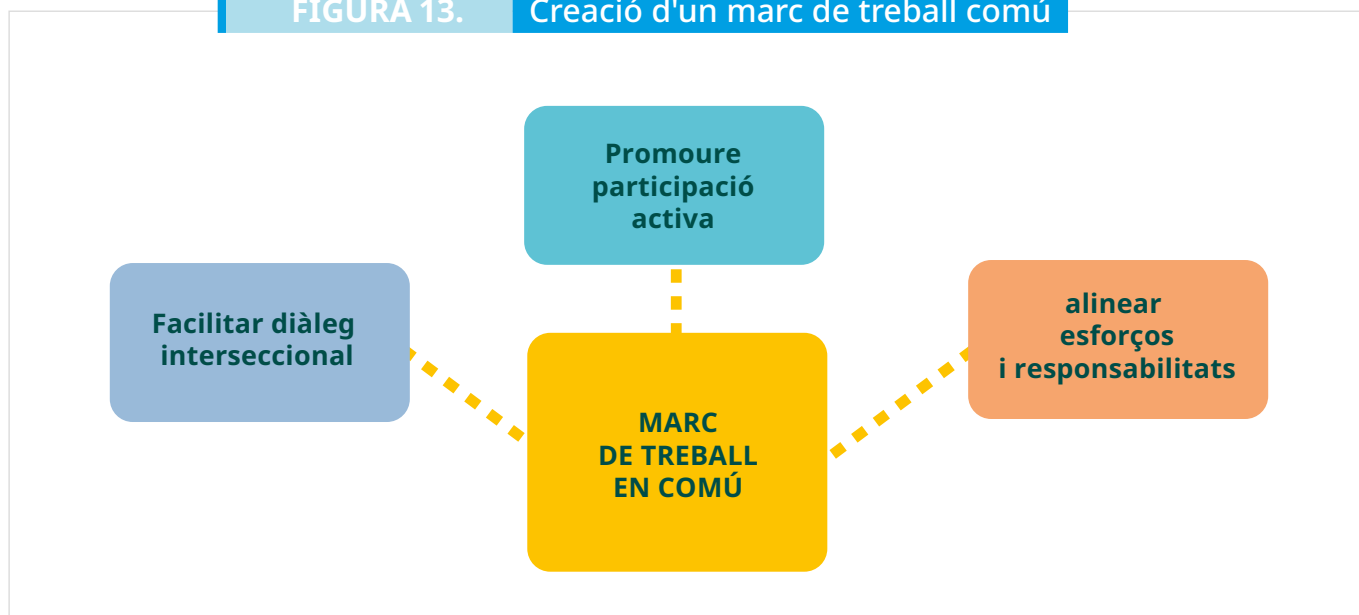 FIGURA 13. Creació d'un marc de treball comú
Promoure
participació
activa
Facilitar diàleg
interseccional
alinear
esforços
i responsabilitats
MARC
DE TREBALL
EN COMÚ